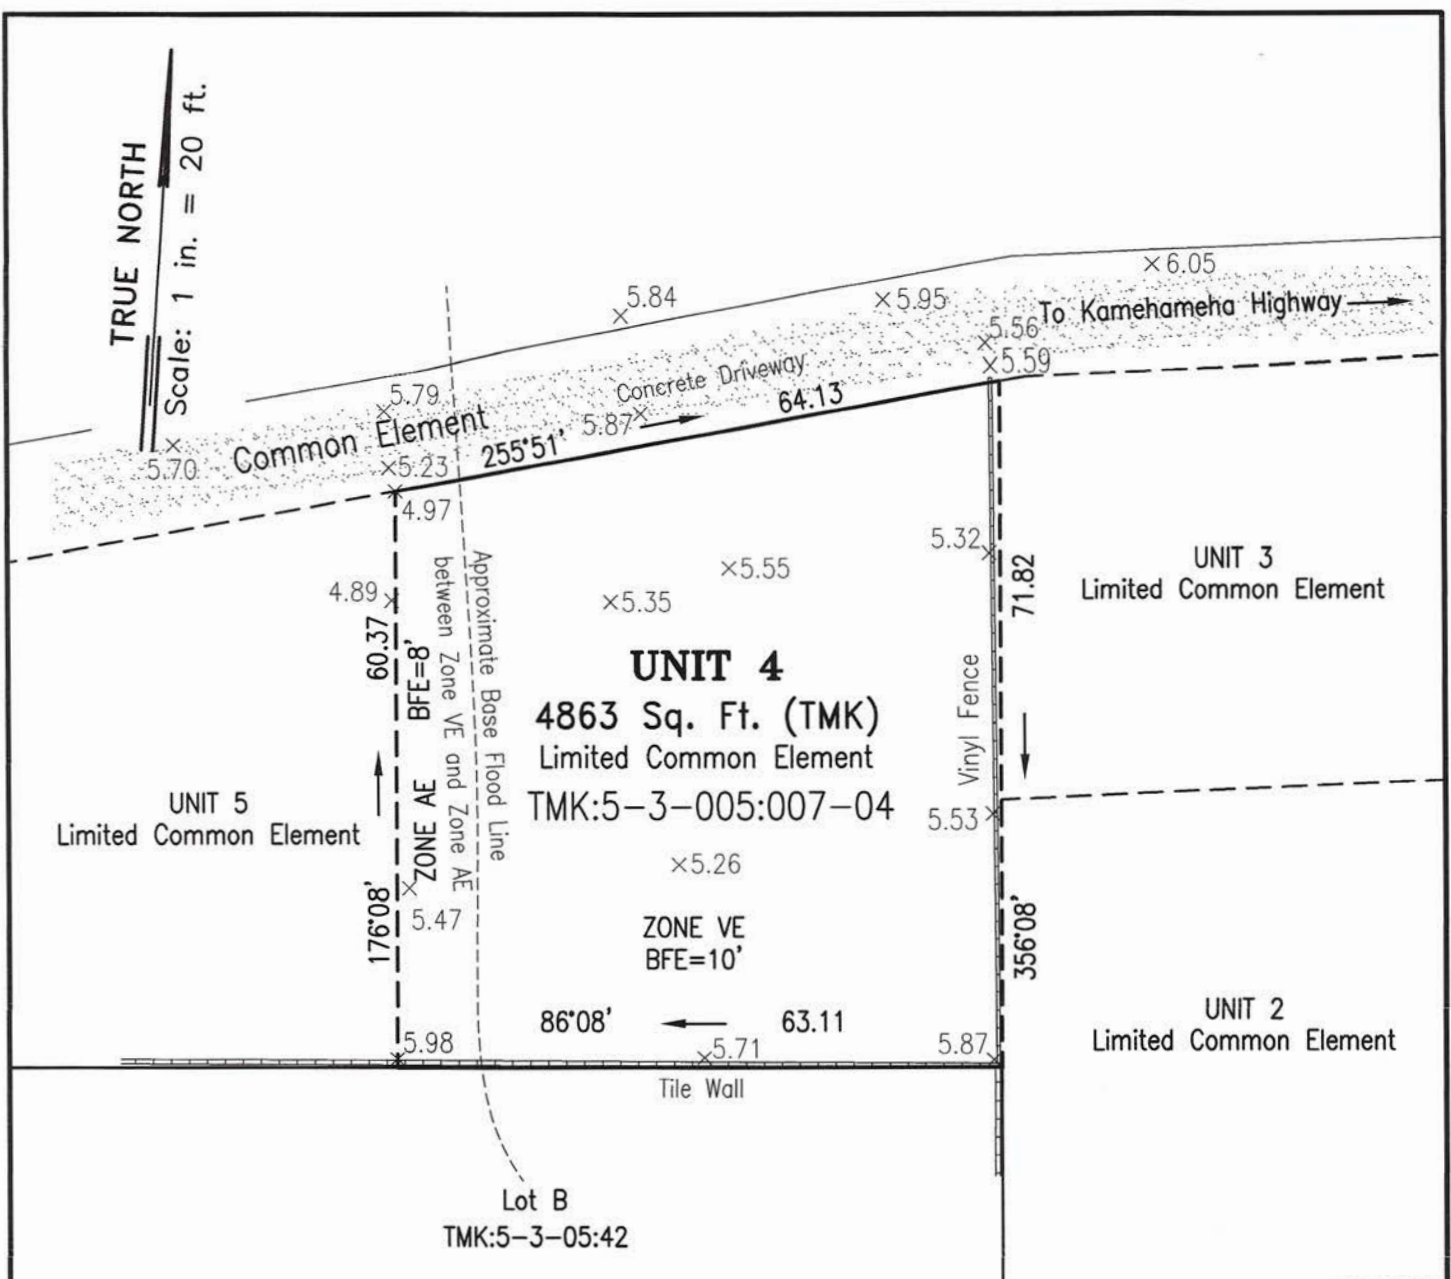 TRUE NORTH
Scale: 1 in. = 20 ft.
6.05
5.84
5.95
To Kamehameha Highway
5.56
5.59
5.79
Concrete Driveway
64.13
5.87
Common Element
255°51'
5.70
5.23
4.97
5.32
5.55
4.89
5.35
60.37
71.82
UNIT 3
Limited Common Element
BFE=8'
ZONE AE
Approximate Base Flood Line
between Zone VE and Zone AE
UNIT 4
4863 Sq. Ft. (TMK)
Limited Common Element
TMK:5-3-005:007-04
Vinyl Fence
UNIT 5
Limited Common Element
5.53
5.26
176°08'
5.47
ZONE VE
BFE=10'
356°08'
86°08'
63.11
UNIT 2
Limited Common Element
5.98
5.71
5.87
Tile Wall
Lot B
TMK:5-3-05:42